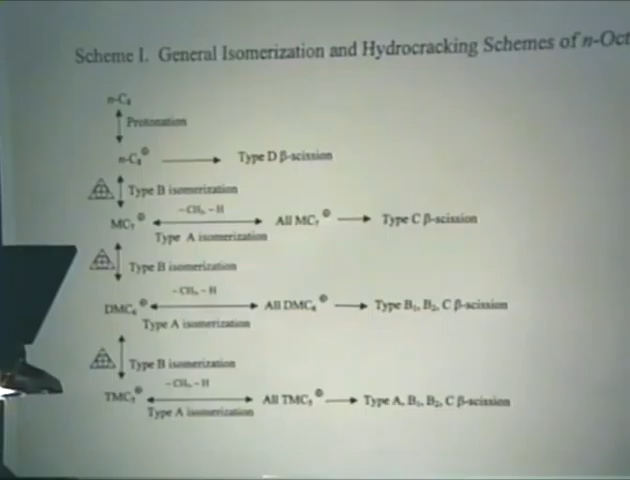 Scheme I. General Isomerization and Hydrocracking Schemes of n-Oct
n-C₈
Protonation
n-C₈⊕ Type D β-scission
Type B isomerization
MC₇⊕ -CH₃, -H All MC₇⊕ Type C β-scission
Type A isomerization
Type B isomerization
DMC₆⊕ -CH₃, -H All DMC₆⊕ Type B₁, B₂, C β-scission
Type A isomerization
Type B isomerization
TMC₅⊕ -CH₃, -H All TMC₅⊕ Type A, B₁, B₂, C β-scission
Type A isomerization